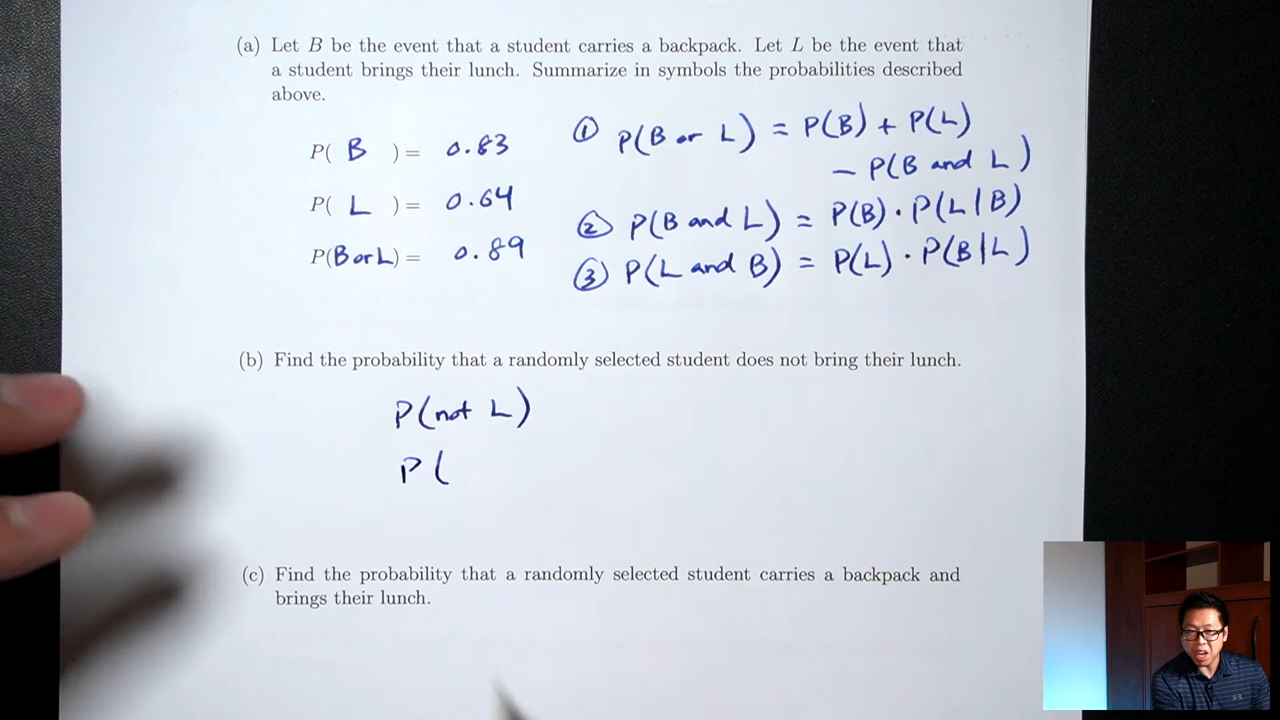 (a) Let B be the event that a student carries a backpack. Let L be the event that
a student brings their lunch. Summarize in symbols the probabilities described
above.
P( B ) = 0.83
P( L ) = 0.64
P(B or L) = 0.89
① P(B or L) = P(B) + P(L)
- P(B and L)
② P(B and L) = P(B) · P(L|B)
③ P(L and B) = P(L) · P(B|L)
(b) Find the probability that a randomly selected student does not bring their lunch.
P(not L)
P(
(c) Find the probability that a randomly selected student carries a backpack and
brings their lunch.